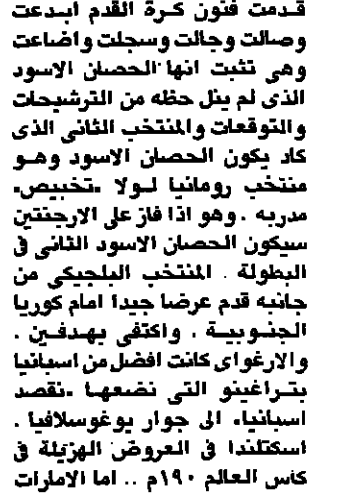 قدمت فنون كرة القدم ابدعت
وصالت وجالت وسجلت واضاعت
وهى تثبت انها الحصان الاسود
الذى لم ينل حظه من الترشيحات
والتوقعات والمنتخب الثانى الذى
كاد يكون الحصان الاسود وهو
منتخب رومانيا لولا «تخبيص»
مدربه . وهو اذا فاز على الارجنتين
سيكون الحصان الاسود الثانى فى
البطولة . المنتخب البلجيكى من
جانبه قدم عرضا جيدا امام كوريا
الجنوبية ، واكتفى بهدفين .
والارغواى كانت افضل من اسبانيا
بتراغينو التى نضعها «نقصد
اسبانيا» الى جوار يوغوسلافيا .
اسكتلندا فى العروض الهزيلة فى
كاس العالم ١٩٠م .. اما الامارات